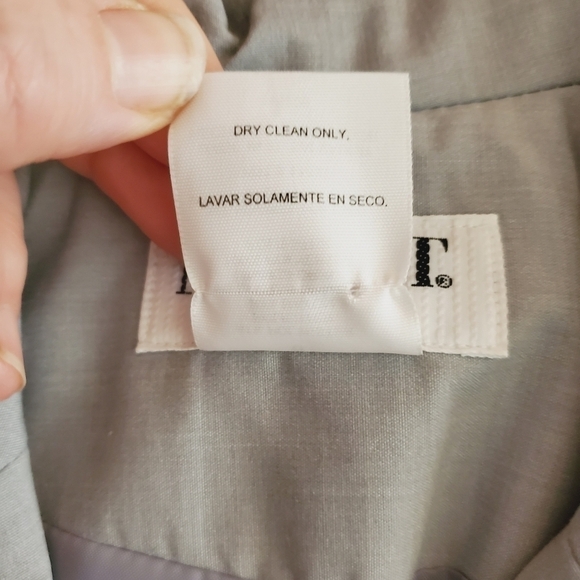 DRY CLEAN ONLY.
LAVAR SOLAMENTE EN SECO.
T.®